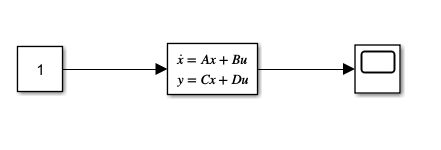 1
ẋ = Ax + Bu
y = Cx + Du